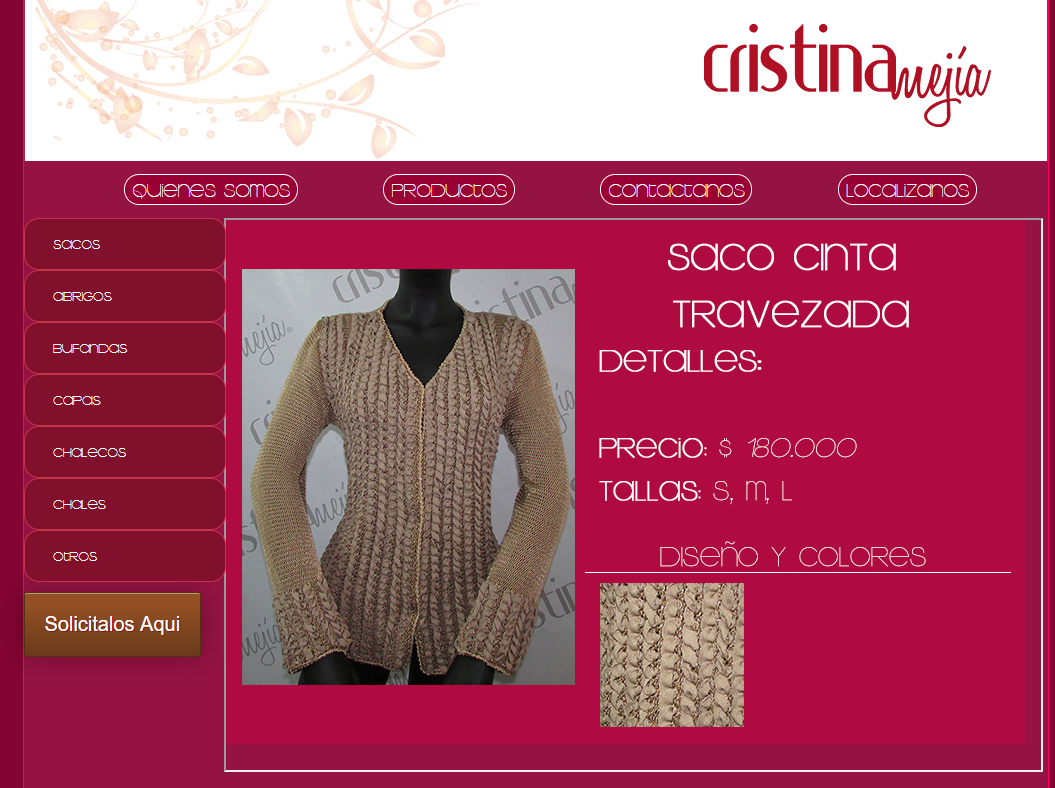 cristina mejía
Quienes somos
Productos
Contactanos
Localizanos
Sacos
Abrigos
Bufandas
Capas
Chalecos
Chales
Otros
Solicitalos Aqui
Saco Cinta
Travezada
Detalles:
Precio: $ 180.000
Tallas: S, M, L
Diseño y Colores
cristina
mejía®
cristina